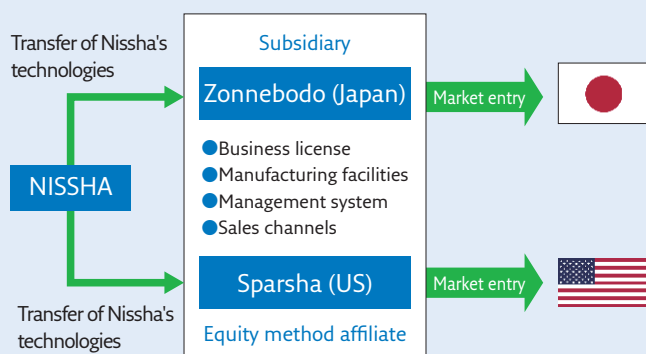 Transfer of Nissha's
technologies
Subsidiary
Zonnebodo (Japan)
Market entry
●Business license
●Manufacturing facilities
●Management system
●Sales channels
NISSHA
Sparsha (US)
Market entry
Transfer of Nissha's
technologies
Equity method affiliate